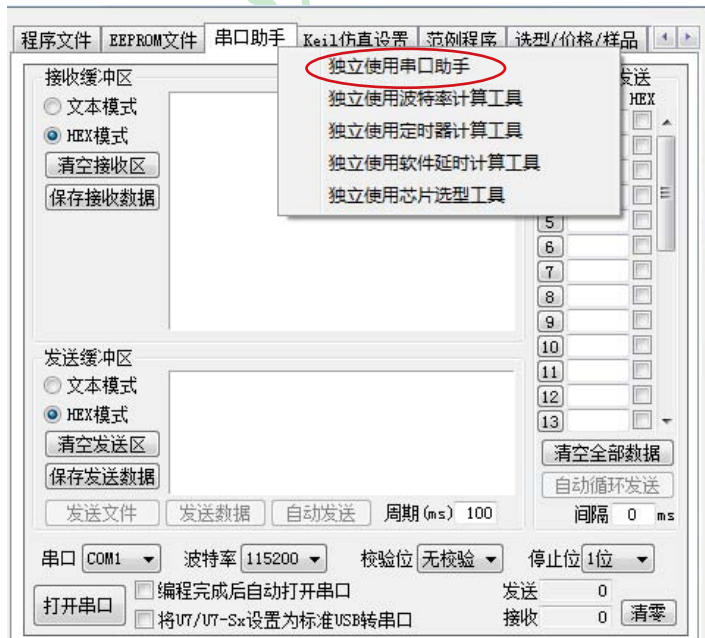 程序文件 EEPROM文件 串口助手 Keil仿真设置 范例程序 选型/价格/样品
独立使用串口助手
独立使用波特率计算工具
独立使用定时器计算工具
独立使用软件延时计算工具
独立使用芯片选型工具
接收缓冲区
发送
HEX
文本模式
HEX模式
清空接收区
保存接收数据
5
6
7
8
9
10
11
12
13
发送缓冲区
文本模式
HEX模式
清空发送区
保存发送数据
清空全部数据
自动循环发送
发送文件 发送数据 自动发送 周期(ms) 100
间隔 0 ms
串口 COM1 波特率 115200 校验位 无校验 停止位 1位
打开串口
编程完成后自动打开串口
将U7/U7-Sx设置为标准USB转串口
发送 0
接收 0
清零